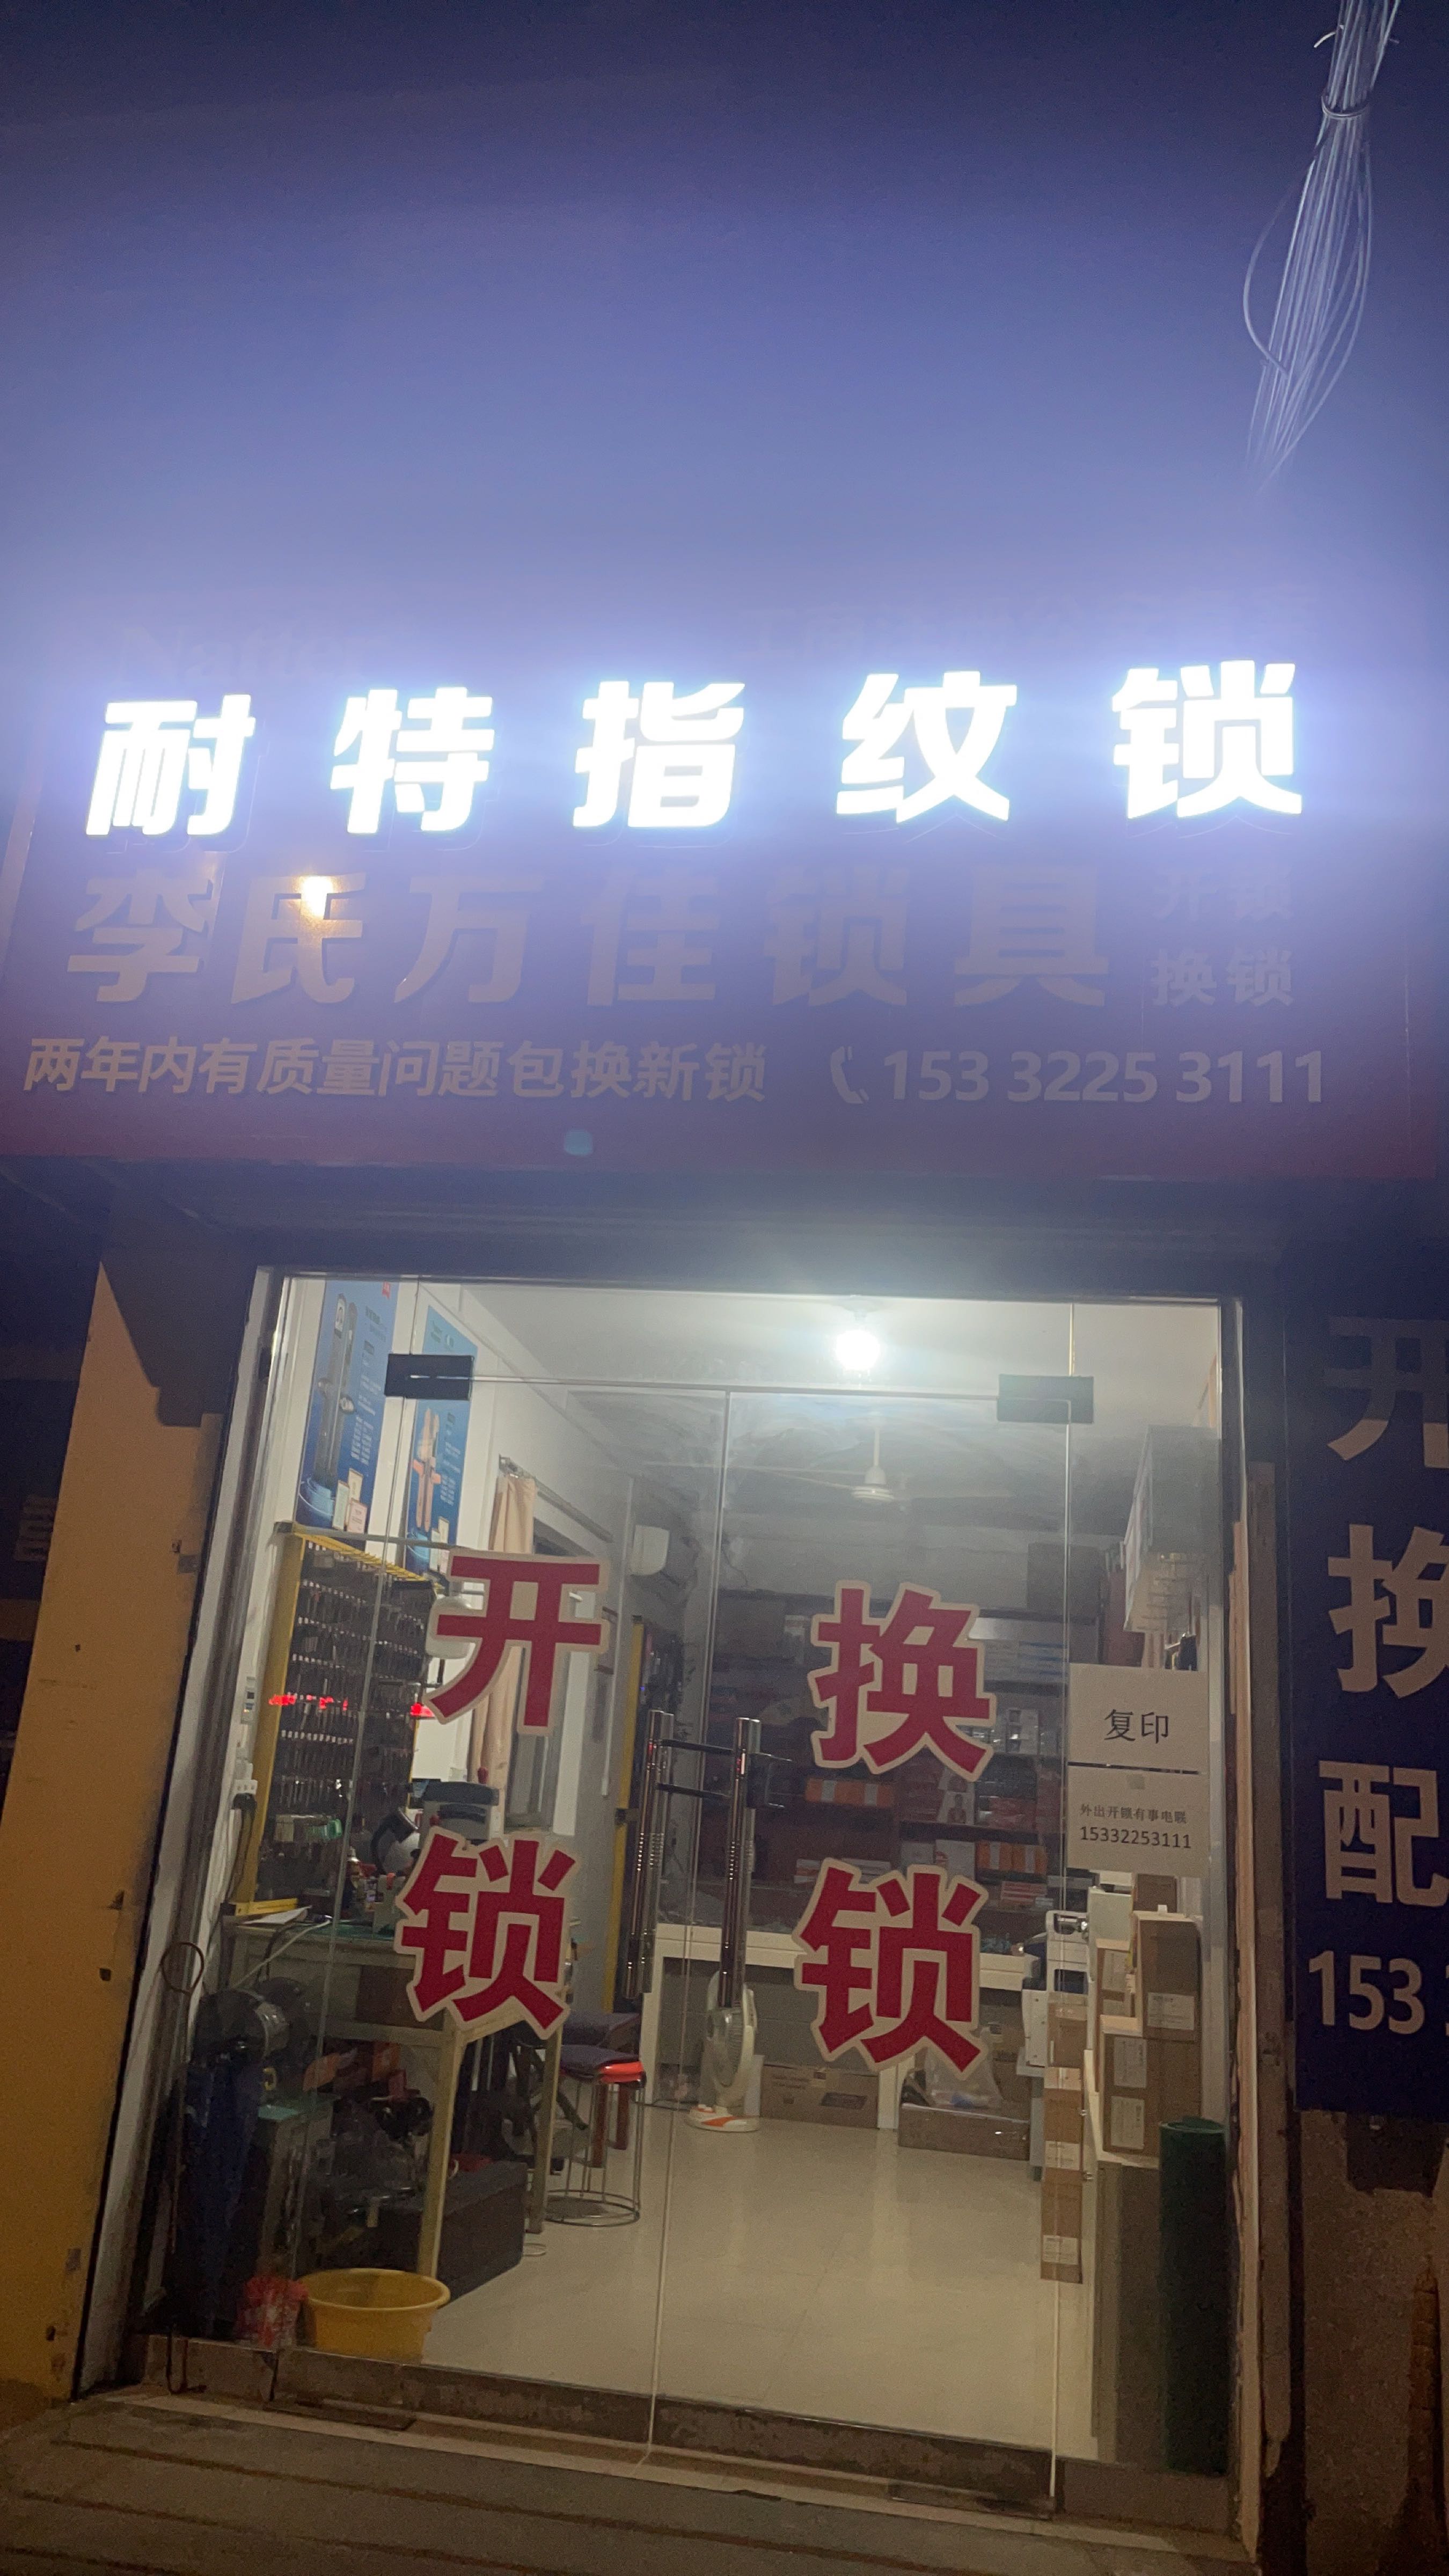 耐特指纹锁
李氏万佳锁具
开锁
换锁
两年内有质量问题包换新锁 153 3225 3111
开锁
换锁
复印
外出开锁有事电联
15332253111
开
换
配
153